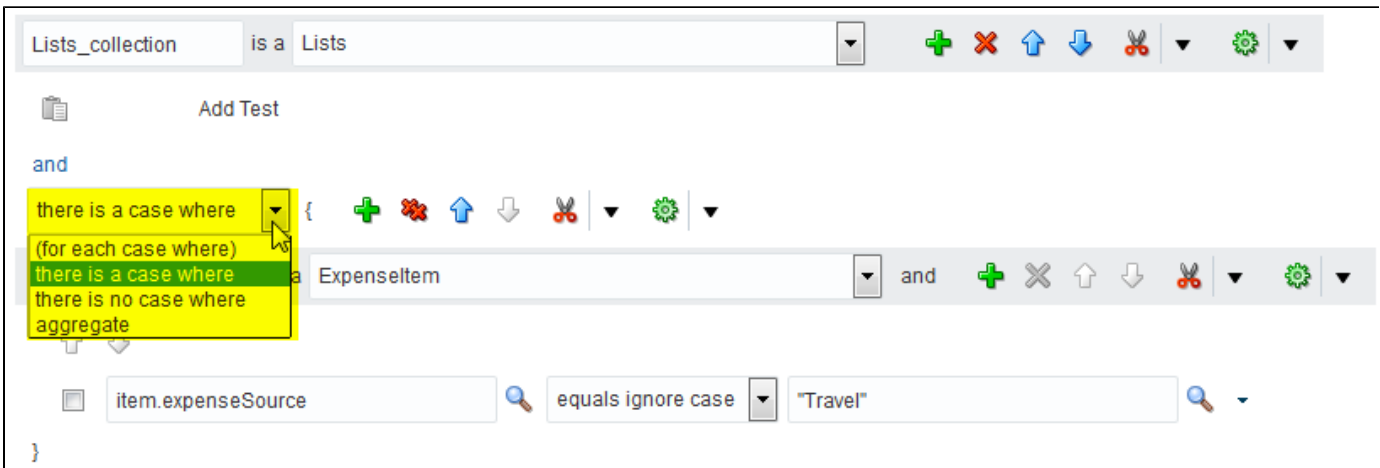 Lists_collection is a Lists
Add Test
and
there is a case where {
(for each case where)
there is a case where
a ExpenseItem and
there is no case where
aggregate
item.expenseSource equals ignore case "Travel"
}